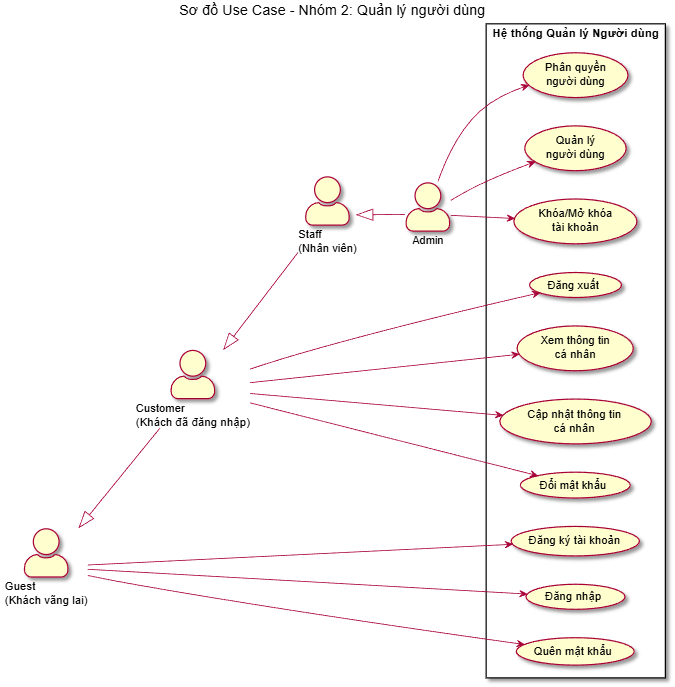 Sơ đồ Use Case - Nhóm 2: Quản lý người dùng
Hệ thống Quản lý Người dùng
Phân quyền
người dùng
Quản lý
người dùng
Khóa/Mở khóa
tài khoản
Staff
(Nhân viên)
Admin
Đăng xuất
Xem thông tin
cá nhân
Customer
(Khách đã đăng nhập)
Cập nhật thông tin
cá nhân
Đổi mật khẩu
Đăng ký tài khoản
Guest
(Khách vãng lai)
Đăng nhập
Quên mật khẩu